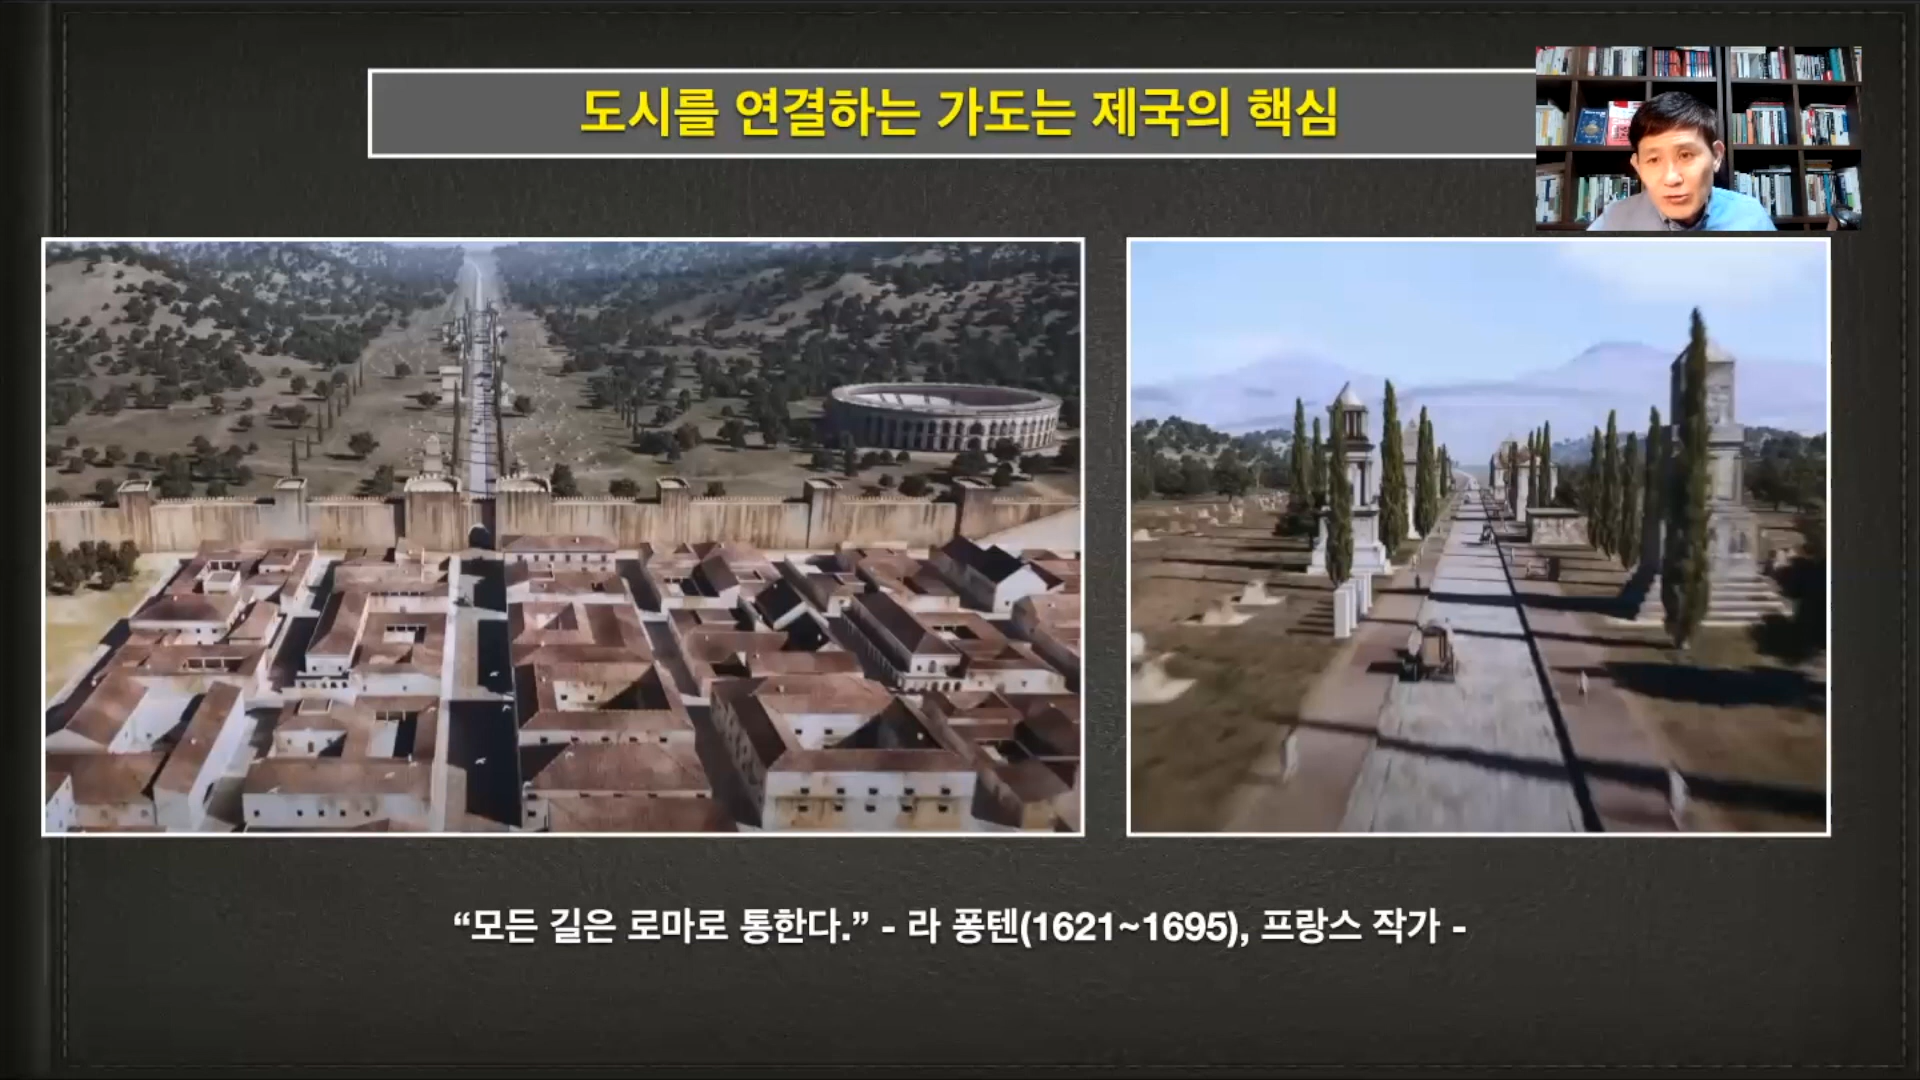 도시를 연결하는 가도는 제국의 핵심
“모든 길은 로마로 통한다.” - 라 퐁텐(1621~1695), 프랑스 작가 -